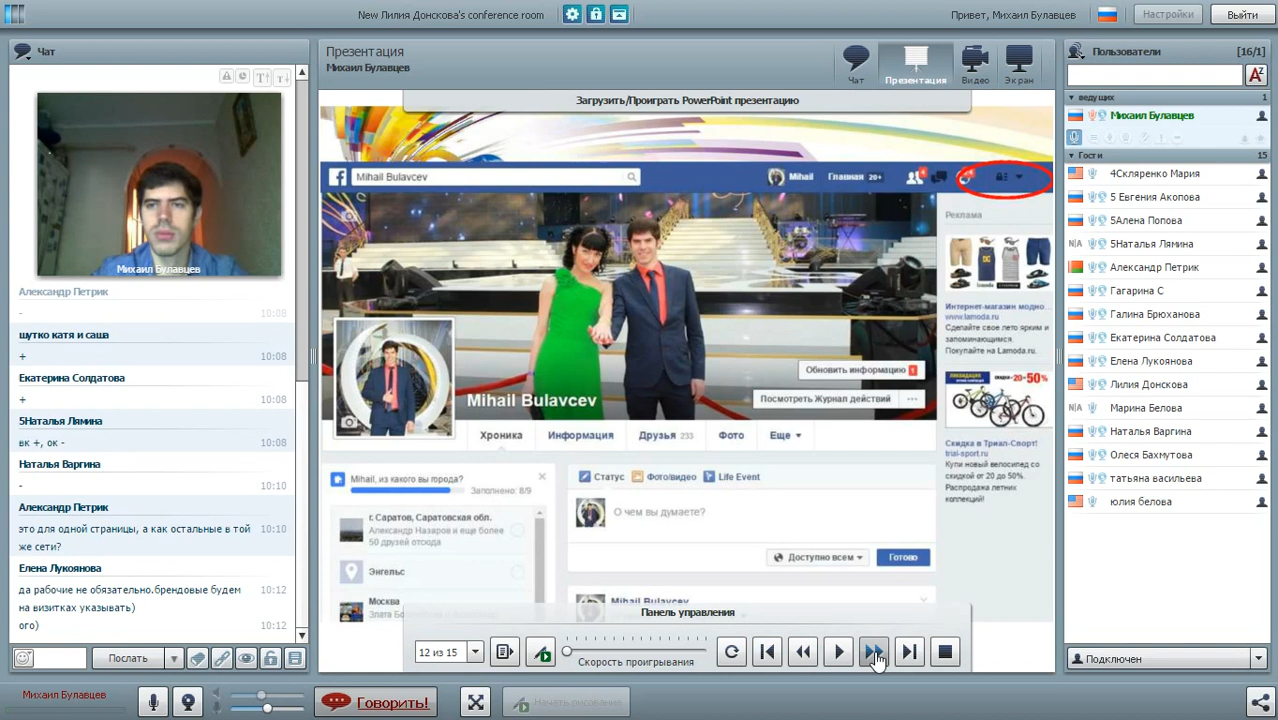 New Лилия Донскова's conference room
Привет, Михаил Булавцев
Настройки
Выйти
Чат
Михаил Булавцев
Александр Петрик
-
10:08
шутко катя и саша
+
10:08
Екатерина Солдатова
+
10:08
5Наталья Лямина
вк +, ок -
10:08
Наталья Варгина
-
10:10
Александр Петрик
это для одной страницы, а как остальные в той
10:10
же сети?
Елена Лукоянова
да рабочие не обязательно.брендовые будем
10:12
на визитках указывать)
ого)
10:12
Послать
Презентация
Михаил Булавцев
Чат
Презентация
Видео
Экран
Загрузить/Проиграть PowerPoint презентацию
Mihail Bulavcev
Mihail
Главная 20+
Реклама
Интернет-магазин модно...
www.lamoda.ru
Сделайте свое лето ярким и
запоминающимся.
Покупайте на Lamoda.ru
ЛИКВИДАЦИЯ
-20-50%
Скидка в Триал-Спорт!
trial-sport.ru
Купи новый велосипед со
скидкой от 20 до 50%.
Распродажа летних
коллекций!
Обновить информацию 1
Посмотреть Журнал действий
...
Mihail Bulavcev
Хроника
Информация
Друзья 233
Фото
Еще
Mihail, из какого вы города?
Заполнено: 8/9
г. Саратов, Саратовская обл.
Александр Назаров и еще более
50 друзей отсюда
Энгельс
Москва
Статус
Фото/видео
Life Event
О чем вы думаете?
Доступно всем
Готово
Mihail Bulavcev
Панель управления
12 из 15
Скорость проигрывания
Пользователи
[16/1]
ведущих
1
Михаил Булавцев
Гости
15
4Скляренко Мария
5 Евгения Акопова
5Алена Попова
N/A
5Наталья Лямина
Александр Петрик
Гагарина С
Галина Брюханова
Екатерина Солдатова
Елена Лукоянова
Лилия Донскова
N/A
Марина Белова
Наталья Варгина
Олеся Бахмутова
татьяна васильева
юлия белова
Подключен
Михаил Булавцев
Говорить!
Начать рисование